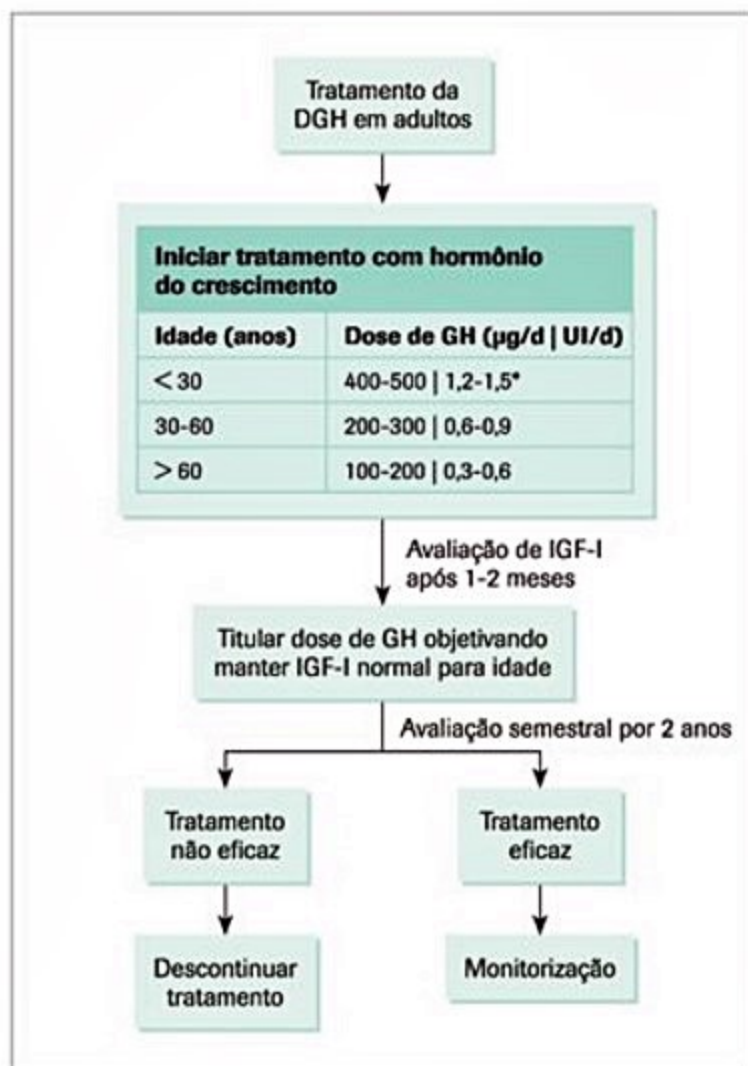 Tratamento da
DGH em adultos
Iniciar tratamento com hormônio
do crescimento
Idade (anos) Dose de GH (µg/d | UI/d)
< 30 400-500 | 1,2-1,5*
30-60 200-300 | 0,6-0,9
> 60 100-200 | 0,3-0,6
Avaliação de IGF-I
após 1-2 meses
Titular dose de GH objetivando
manter IGF-I normal para idade
Avaliação semestral por 2 anos
Tratamento
não eficaz
Tratamento
eficaz
Descontinuar
tratamento
Monitorização